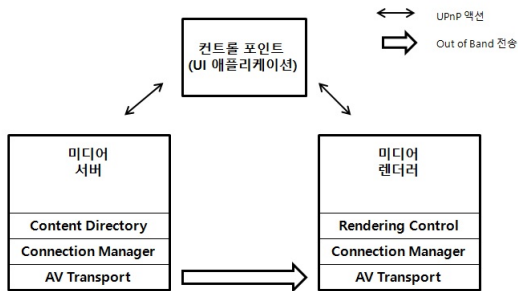 UPnP 액션
Out of Band 전송
컨트롤 포인트
(UI 애플리케이션)
미디어
서버
Content Directory
Connection Manager
AV Transport
미디어
렌더러
Rendering Control
Connection Manager
AV Transport